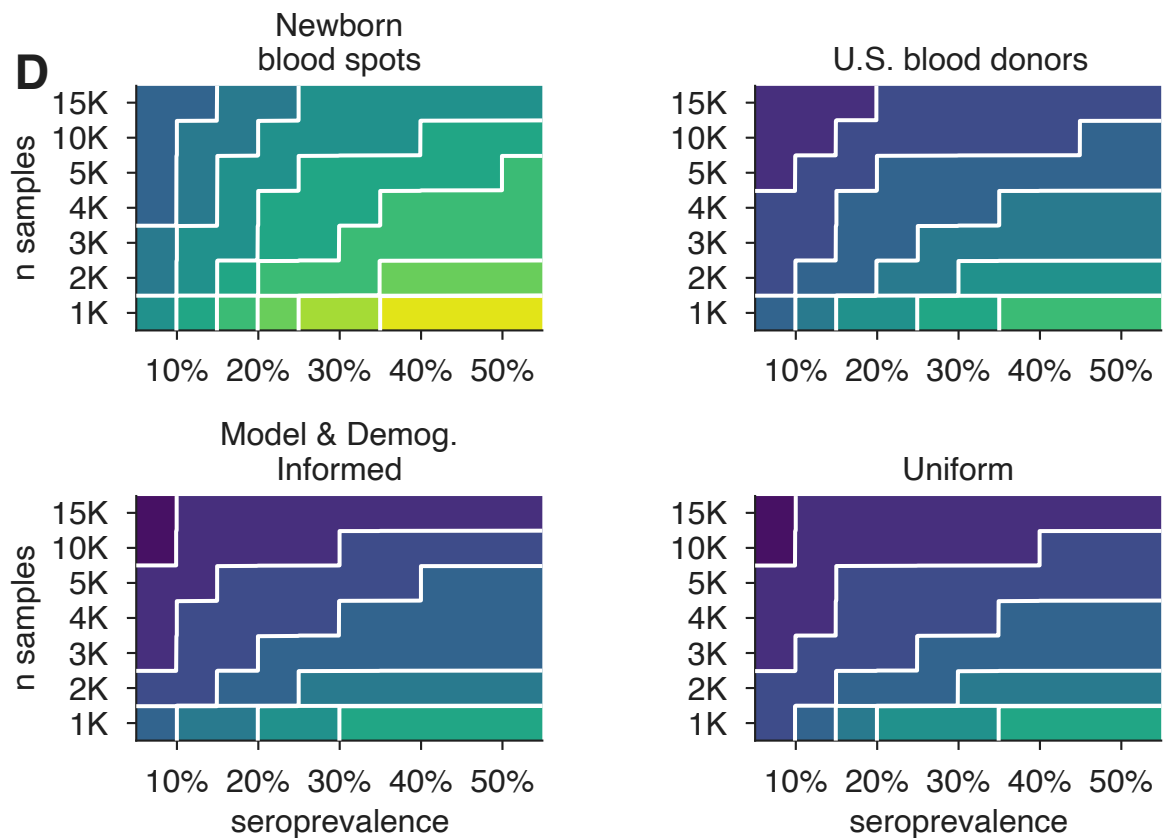 D
Newborn
blood spots
n samples
15K
10K
5K
4K
3K
2K
1K
10% 20% 30% 40% 50%
U.S. blood donors
15K
10K
5K
4K
3K
2K
1K
10% 20% 30% 40% 50%
Model & Demog.
Informed
n samples
15K
10K
5K
4K
3K
2K
1K
10% 20% 30% 40% 50%
seroprevalence
Uniform
15K
10K
5K
4K
3K
2K
1K
10% 20% 30% 40% 50%
seroprevalence